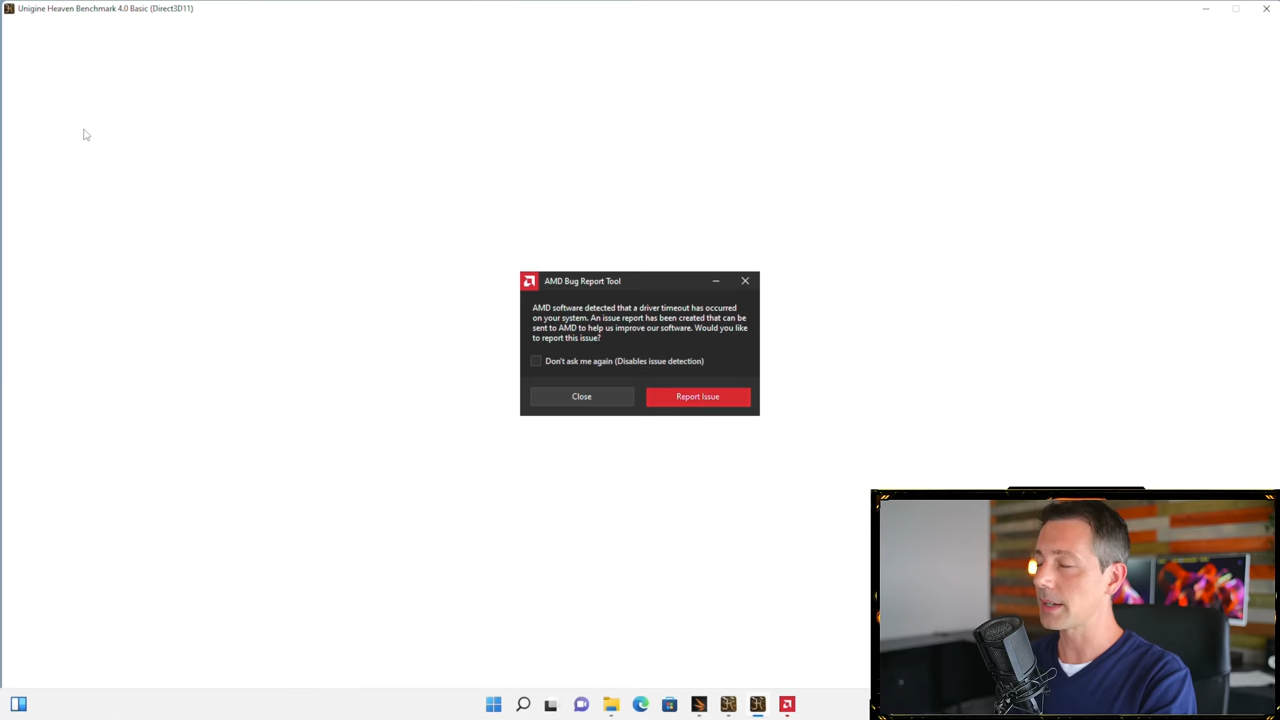 Unigine Heaven Benchmark 4.0 Basic (Direct3D11)
AMD Bug Report Tool
AMD software detected that a driver timeout has occurred
on your system. An issue report has been created that can be
sent to AMD to help us improve our software. Would you like
to report this issue?
Don't ask me again (Disables issue detection)
Close
Report Issue